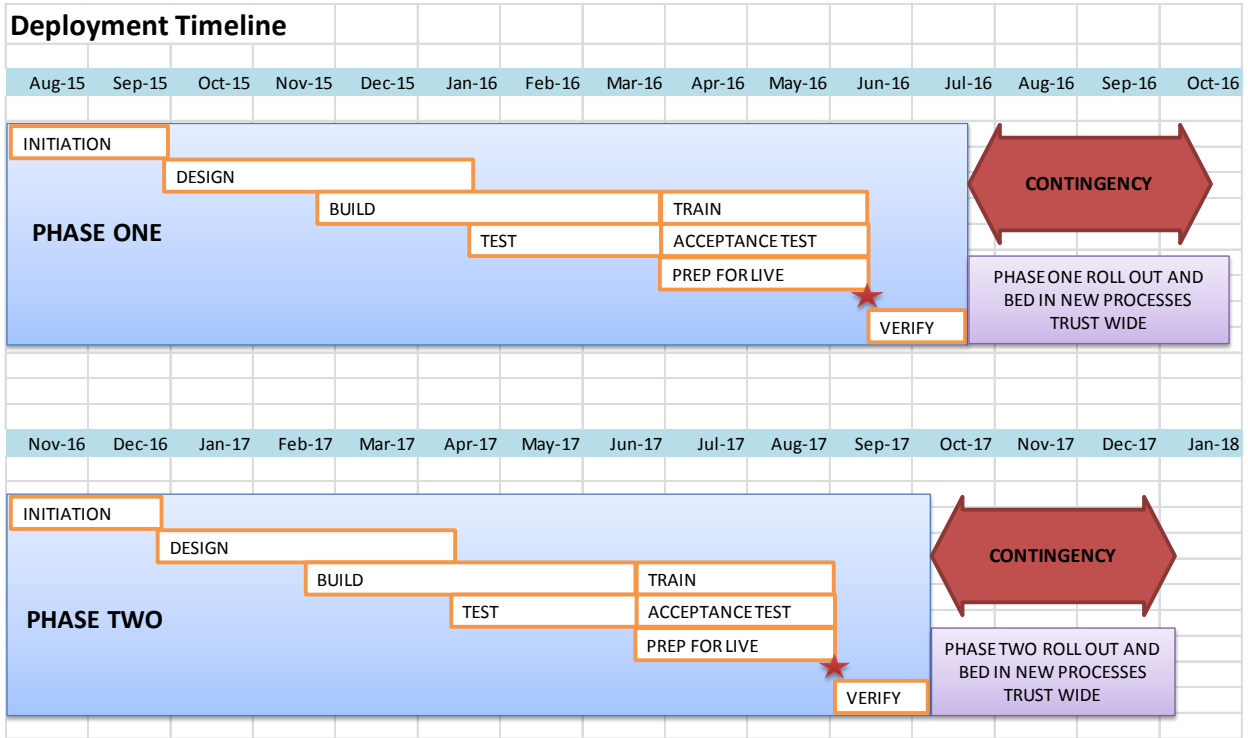 Deployment Timeline
Aug-15 Sep-15 Oct-15 Nov-15 Dec-15 Jan-16 Feb-16 Mar-16 Apr-16 May-16 Jun-16 Jul-16 Aug-16 Sep-16 Oct-16
INITIATION
DESIGN
CONTINGENCY
BUILD TRAIN
PHASE ONE
TEST ACCEPTANCE TEST
PREP FOR LIVE
PHASE ONE ROLL OUT AND
BED IN NEW PROCESSES
TRUST WIDE
VERIFY
Nov-16 Dec-16 Jan-17 Feb-17 Mar-17 Apr-17 May-17 Jun-17 Jul-17 Aug-17 Sep-17 Oct-17 Nov-17 Dec-17 Jan-18
INITIATION
DESIGN
CONTINGENCY
BUILD TRAIN
PHASE TWO
TEST ACCEPTANCE TEST
PREP FOR LIVE
PHASE TWO ROLL OUT AND
BED IN NEW PROCESSES
TRUST WIDE
VERIFY